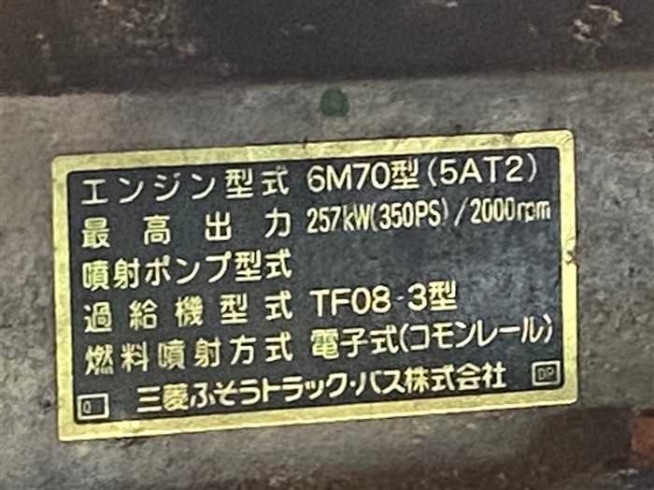 エンジン型式 6M70型(5AT2)
最高出力 257kW(350PS)/2000rpm
噴射ポンプ型式
過給機型式 TF08-3型
燃料噴射方式 電子式(コモンレール)
三菱ふそうトラック・バス株式会社 DP